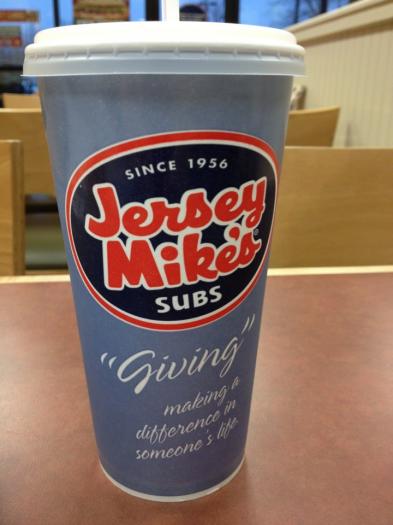 SINCE 1956
Jersey
Mike's®
SUBS
"Giving"
making a
difference in
someone's life.